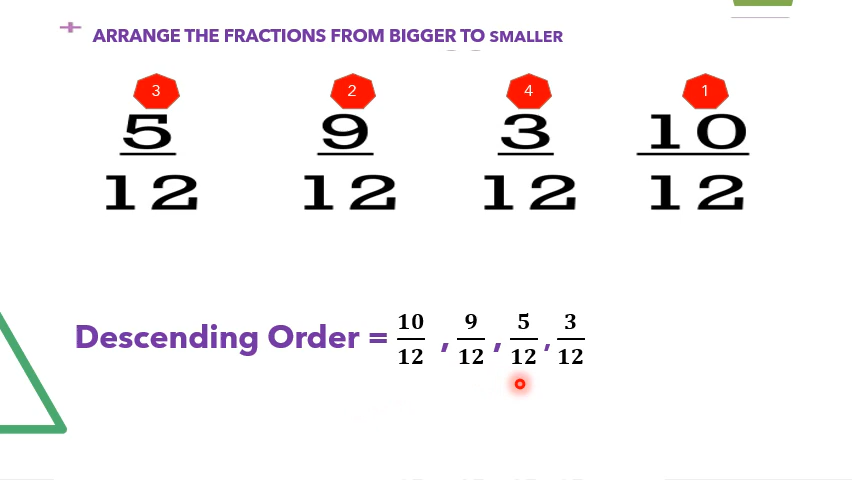 ARRANGE THE FRACTIONS FROM BIGGER TO SMALLER
3 2 4 1
5/12 9/12 3/12 10/12
Descending Order = 10/12 , 9/12 , 5/12 , 3/12